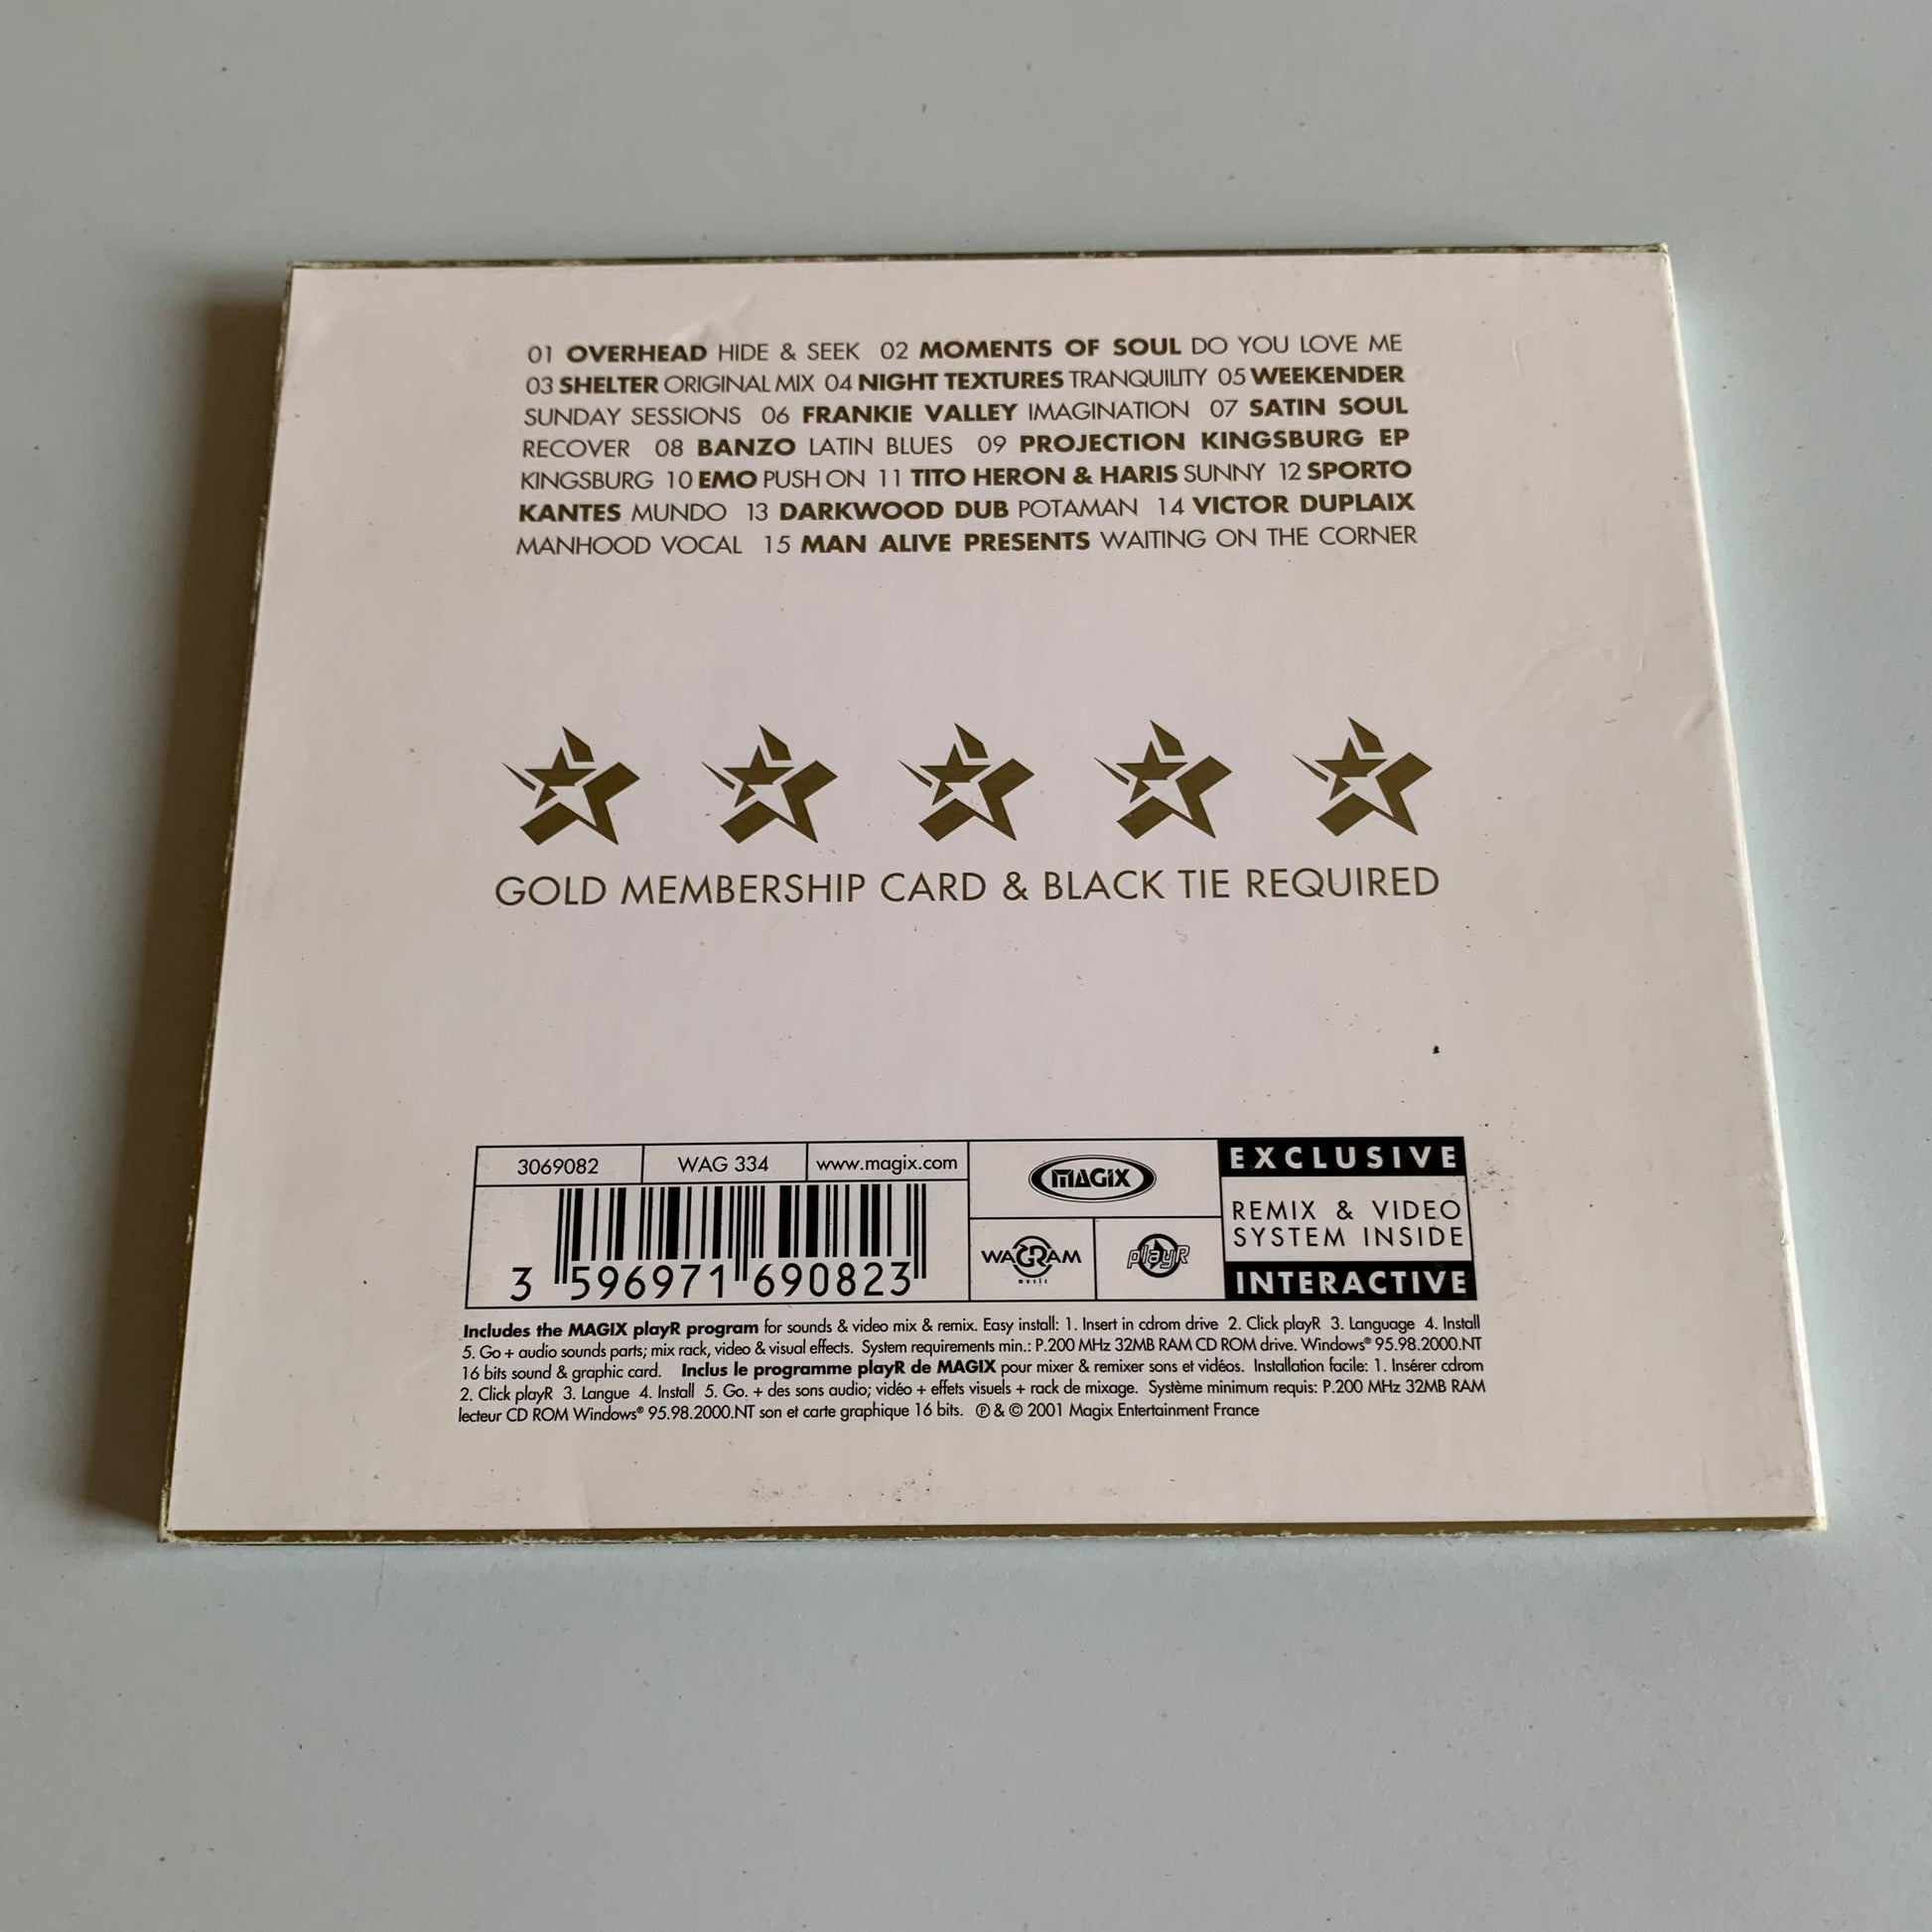 01 OVERHEAD HIDE & SEEK 02 MOMENTS OF SOUL DO YOU LOVE ME
03 SHELTER ORIGINAL MIX 04 NIGHT TEXTURES TRANQUILITY 05 WEEKENDER
SUNDAY SESSIONS 06 FRANKIE VALLEY IMAGINATION 07 SATIN SOUL
RECOVER 08 BANZO LATIN BLUES 09 PROJECTION KINGSBURG EP
KINGSBURG 10 EMO PUSH ON 11 TITO HERON & HARIS SUNNY 12 SPORTO
KANTES MUNDO 13 DARKWOOD DUB POTAMAN 14 VICTOR DUPLAIX
MANHOOD VOCAL 15 MAN ALIVE PRESENTS WAITING ON THE CORNER
GOLD MEMBERSHIP CARD & BLACK TIE REQUIRED
3069082 WAG 334 www.magix.com
3 596971 690823
MAGIX
WAGRAM
music
playR
EXCLUSIVE
REMIX & VIDEO
SYSTEM INSIDE
INTERACTIVE
Includes the MAGIX playR program for sounds & video mix & remix. Easy install: 1. Insert in cdrom drive 2. Click playR 3. Language 4. Install
5. Go + audio sounds parts; mix rack, video & visual effects. System requirements min.: P.200 MHz 32MB RAM CD ROM drive. Windows® 95.98.2000.NT
16 bits sound & graphic card. Inclus le programme playR de MAGIX pour mixer & remixer sons et vidéos. Installation facile: 1. Insérer cdrom
2. Click playR 3. Langue 4. Install 5. Go. + des sons audio; vidéo + effets visuels + rack de mixage. Système minimum requis: P.200 MHz 32MB RAM
lecteur CD ROM Windows® 95.98.2000.NT son et carte graphique 16 bits. ℗ & © 2001 Magix Entertainment France